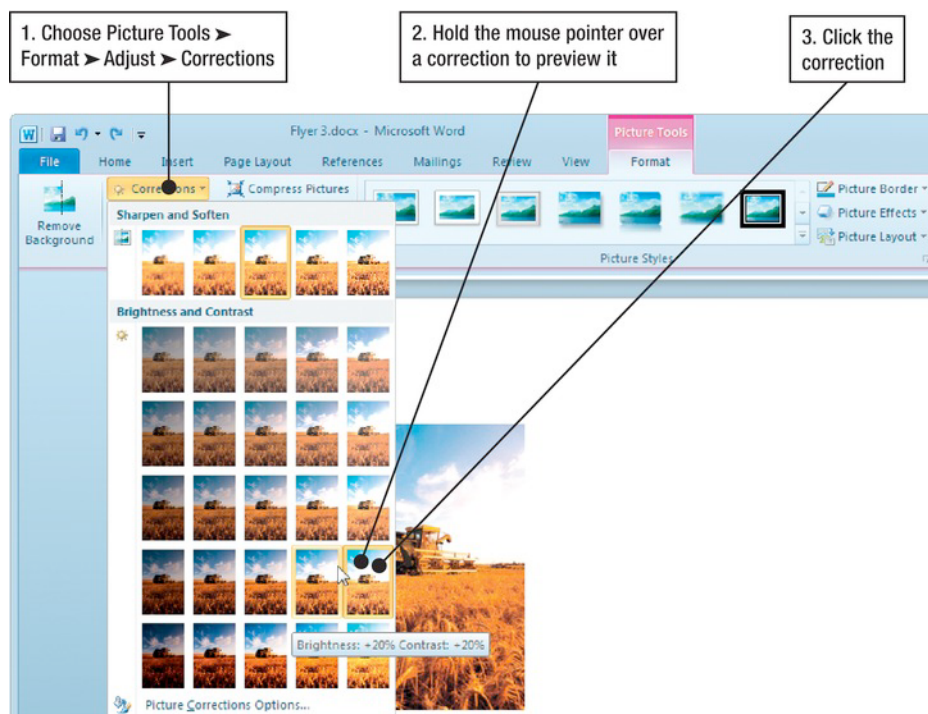 1. Choose Picture Tools ➤
Format ➤ Adjust ➤ Corrections
2. Hold the mouse pointer over
a correction to preview it
3. Click the
correction
W
Flyer 3.docx - Microsoft Word
Picture Tools
File Home Insert Page Layout References Mailings Review View Format
Remove
Background
Corrections
Compress Pictures
Picture Border
Picture Effects
Picture Layout
Picture Styles
Sharpen and Soften
Brightness and Contrast
Brightness: +20% Contrast: +20%
Picture Corrections Options...